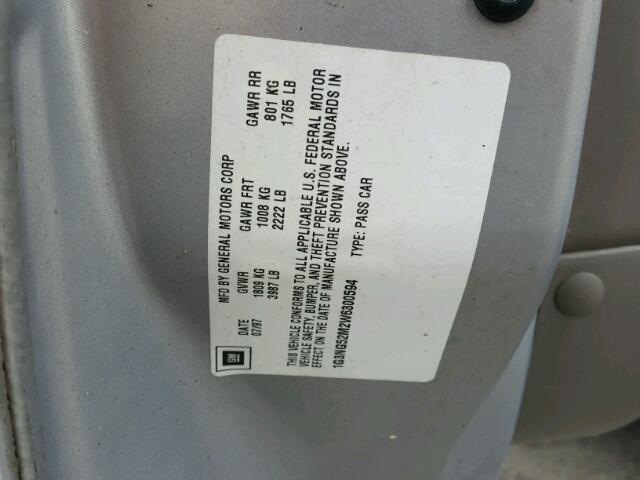 MFD BY GENERAL MOTORS CORP
DATE GVWR GAWR FRT GAWR RR
07/97 1809 KG 1008 KG 801 KG
3987 LB 2222 LB 1765 LB
THIS VEHICLE CONFORMS TO ALL APPLICABLE U.S. FEDERAL MOTOR
VEHICLE SAFETY, BUMPER, AND THEFT PREVENTION STANDARDS IN
EFFECT ON THE DATE OF MANUFACTURE SHOWN ABOVE.
1G3NG52M2W6300594 TYPE: PASS CAR
GM